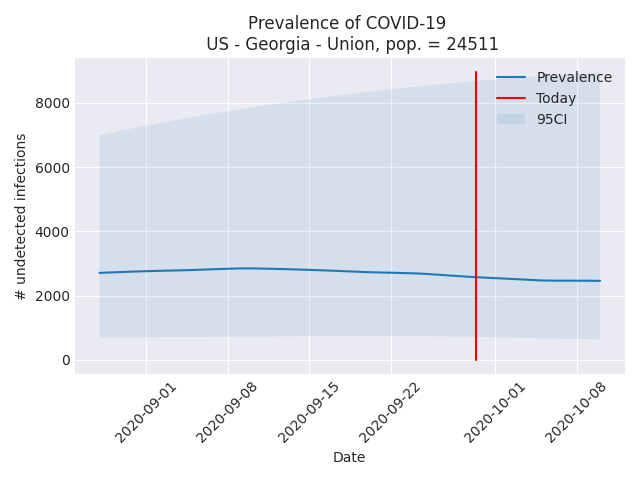 Prevalence of COVID-19
US - Georgia - Union, pop. = 24511
Prevalence
Today
95CI
# undetected infections
8000
6000
4000
2000
0
2020-09-01
2020-09-08
2020-09-15
2020-09-22
2020-10-01
2020-10-08
Date